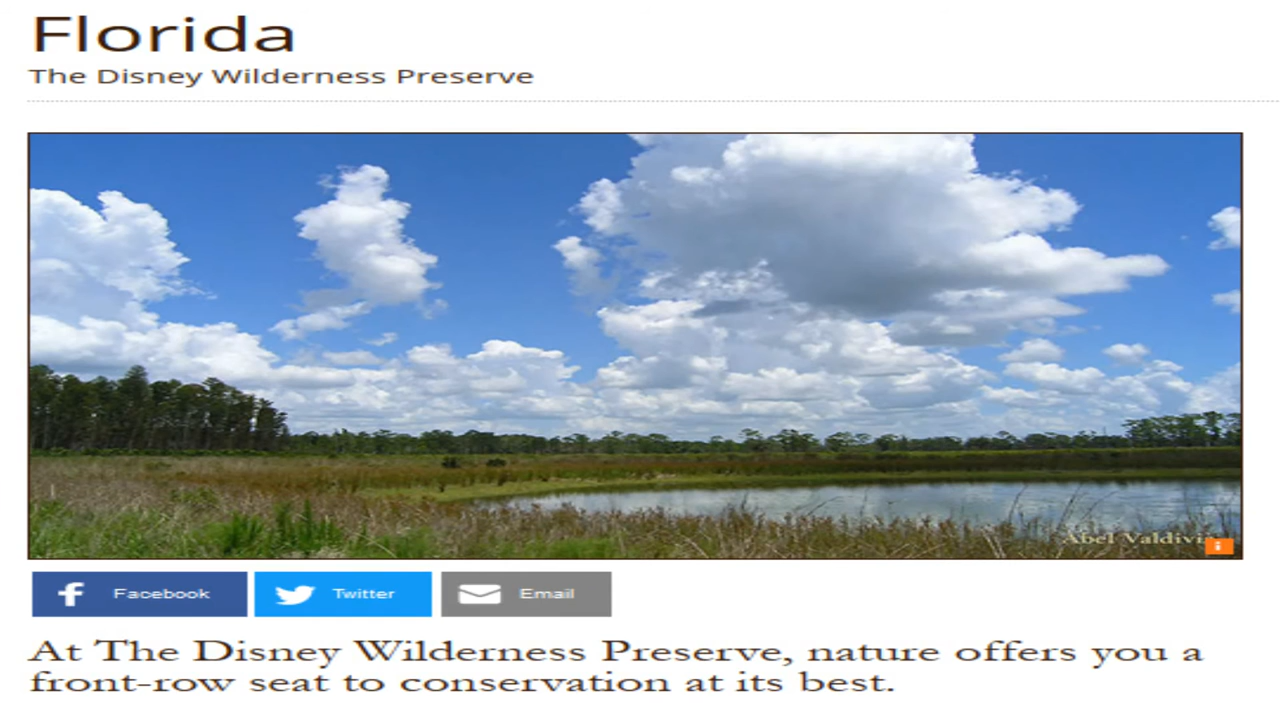 Florida
The Disney Wilderness Preserve
Abel Valdivi
Facebook
Twitter
Email
At The Disney Wilderness Preserve, nature offers you a
front-row seat to conservation at its best.